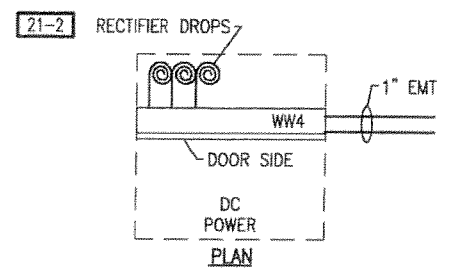 21-2 RECTIFIER DROPS
1" EMT
WW4
DOOR SIDE
DC
POWER
PLAN